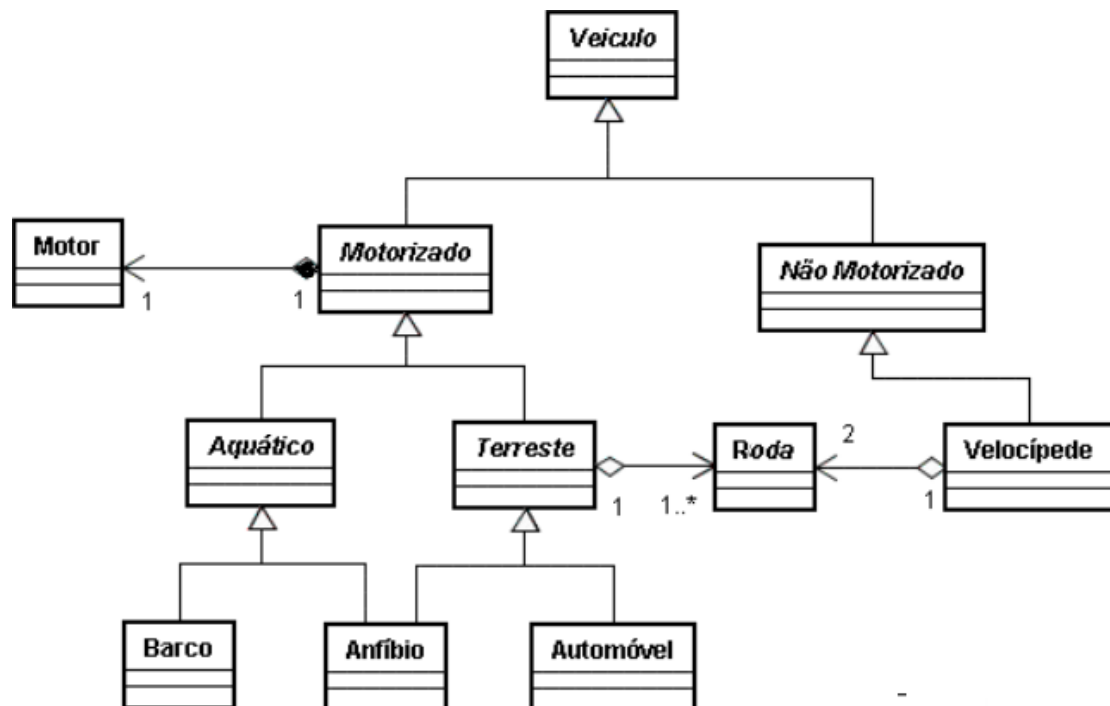 Veiculo
Motor
Motorizado
Não Motorizado
1
1
Aquático
Terreste
Roda
2
Velocípede
1
1..*
1
Barco
Anfíbio
Automóvel
-